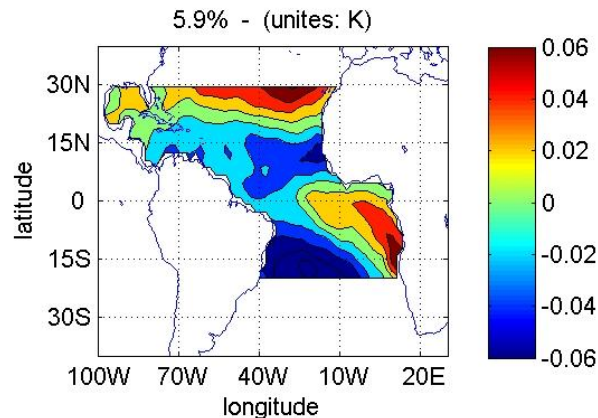 5.9% - (unites: K)
30N
15N
0
15S
30S
latitude
100W 70W 40W 10W 20E
longitude
0.06
0.04
0.02
0
-0.02
-0.04
-0.06